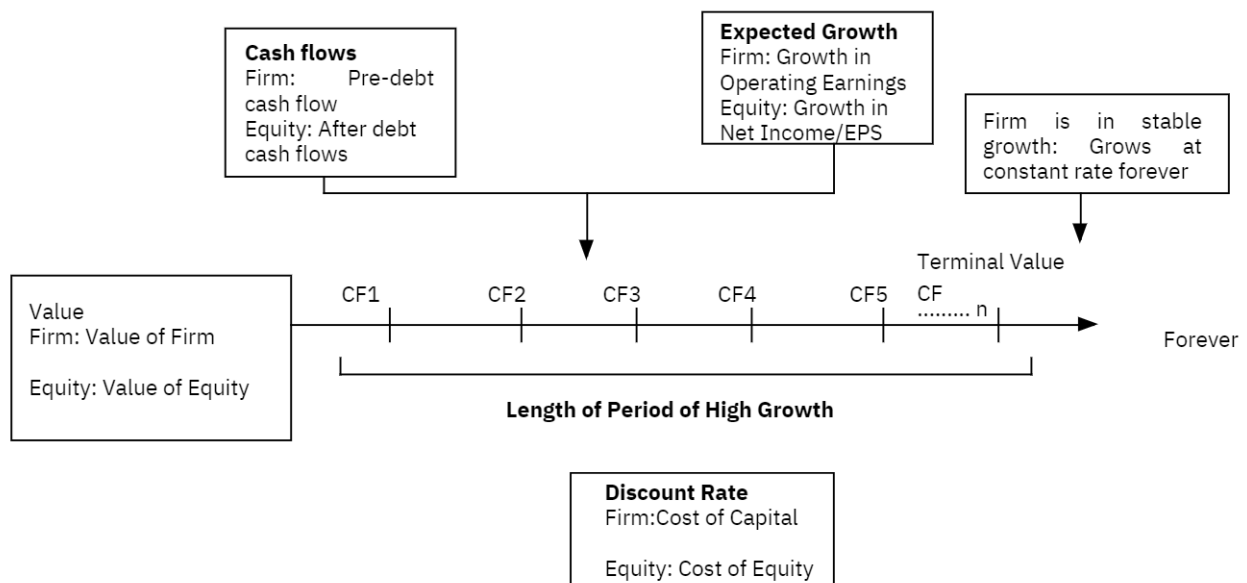 Cash flows
Firm: Pre-debt
cash flow
Equity: After debt
cash flows
Expected Growth
Firm: Growth in
Operating Earnings
Equity: Growth in
Net Income/EPS
Firm is in stable
growth: Grows at
constant rate forever
Terminal Value
CF1 CF2 CF3 CF4 CF5 CF
......... n
Value
Firm: Value of Firm
Equity: Value of Equity
Forever
Length of Period of High Growth
Discount Rate
Firm:Cost of Capital
Equity: Cost of Equity